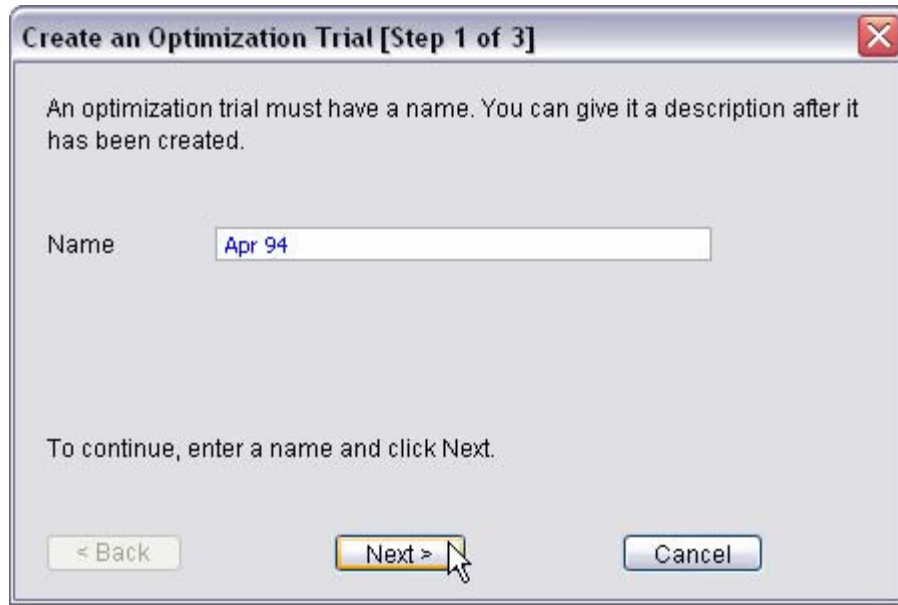 Create an Optimization Trial [Step 1 of 3]
An optimization trial must have a name. You can give it a description after it
has been created.
Name
Apr 94
To continue, enter a name and click Next.
< Back
Next >
Cancel